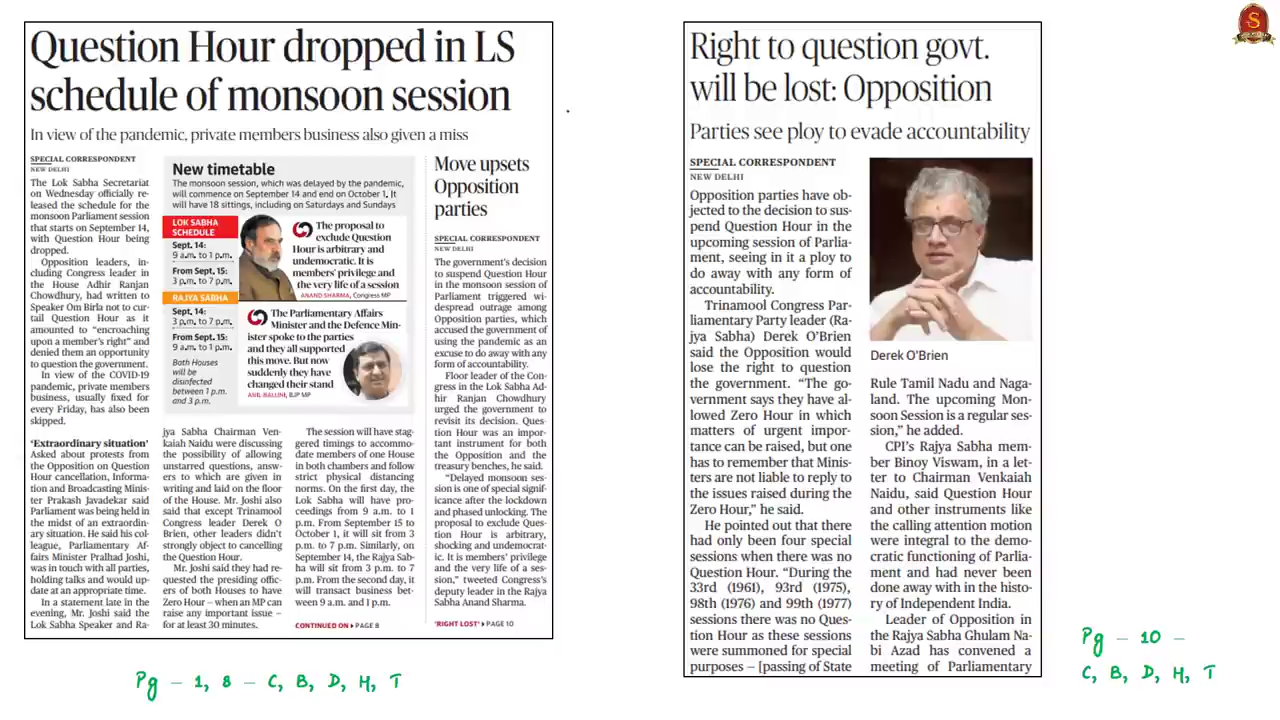 Question Hour dropped in LS
schedule of monsoon session
In view of the pandemic, private members business also given a miss
SPECIAL CORRESPONDENT
NEW DELHI
The Lok Sabha Secretariat
on Wednesday officially re-
leased the schedule for the
monsoon Parliament session
that starts on September 14,
with Question Hour being
dropped.
Opposition leaders, in-
cluding Congress leader in
the House Adhir Ranjan
Chowdhury, had written to
Speaker Om Birla not to cur-
tail Question Hour as it
amounted to “encroaching
upon a member's right” and
denied them an opportunity
to question the government.
In view of the COVID-19
pandemic, private members
business, usually fixed for
every Friday, has also been
skipped.
‘Extraordinary situation’
Asked about protests from
the Opposition on Question
Hour cancellation, Informa-
tion and Broadcasting Minis-
ter Prakash Javadekar said
Parliament was being held in
the midst of an extraordin-
ary situation. He said his col-
league, Parliamentary Af-
fairs Minister Pralhad Joshi,
was in touch with all parties,
holding talks and would up-
date at an appropriate time.
In a statement late in the
evening, Mr. Joshi said the
Lok Sabha Speaker and Ra-
New timetable
The monsoon session, which was delayed by the pandemic,
will commence on September 14 and end on October 1. It
will have 18 sittings, including on Saturdays and Sundays
LOK SABHA
SCHEDULE
Sept. 14:
9 a.m. to 1 p.m.
From Sept. 15:
3 p.m. to 7 p.m.
RAJYA SABHA
Sept. 14:
3 p.m. to 7 p.m.
From Sept. 15:
9 a.m. to 1 p.m.
Both Houses
will be
disinfected
between 1 p.m.
and 3 p.m.
The proposal to
exclude Question
Hour is arbitrary and
undemocratic. It is
members' privilege and
the very life of a session
ANAND SHARMA, Congress MP
The Parliamentary Affairs
Minister and the Defence Min-
ister spoke to the parties
and they all supported
this move. But now
suddenly they have
changed their stand
ANIL BALUNI, BJP MP
jya Sabha Chairman Ven-
kaiah Naidu were discussing
the possibility of allowing
unstarred questions, answ-
ers to which are given in
writing and laid on the floor
of the House. Mr. Joshi also
said that except Trinamool
Congress leader Derek O
Brien, other leaders didn't
strongly object to cancelling
the Question Hour.
Mr. Joshi said they had re-
quested the presiding offic-
ers of both Houses to have
Zero Hour – when an MP can
raise any important issue –
for at least 30 minutes.
The session will have stag-
gered timings to accommo-
date members of one House
in both chambers and follow
strict physical distancing
norms. On the first day, the
Lok Sabha will have pro-
ceedings from 9 a.m. to 1
p.m. From September 15 to
October 1, it will sit from 3
p.m. to 7 p.m. Similarly, on
September 14, the Rajya Sab-
ha will sit from 3 p.m. to 7
p.m. From the second day, it
will transact business bet-
ween 9 a.m. and 1 p.m.
CONTINUED ON ▸ PAGE 8
Move upsets
Opposition
parties
SPECIAL CORRESPONDENT
NEW DELHI
The government's decision
to suspend Question Hour
in the monsoon session of
Parliament triggered wi-
despread outrage among
Opposition parties, which
accused the government of
using the pandemic as an
excuse to do away with any
form of accountability.
Floor leader of the Con-
gress in the Lok Sabha Ad-
hir Ranjan Chowdhury
urged the government to
revisit its decision. Ques-
tion Hour was an impor-
tant instrument for both
the Opposition and the
treasury benches, he said.
“Delayed monsoon ses-
sion is one of special signif-
icance after the lockdown
and phased unlocking. The
proposal to exclude Ques-
tion Hour is arbitrary,
shocking and undemocrat-
ic. It is members' privilege
and the very life of a ses-
sion,” tweeted Congress's
deputy leader in the Rajya
Sabha Anand Sharma.
‘RIGHT LOST’ ▸ PAGE 10
Pg - 1, 8 - C, B, D, H, T
Right to question govt.
will be lost: Opposition
Parties see ploy to evade accountability
SPECIAL CORRESPONDENT
NEW DELHI
Opposition parties have ob-
jected to the decision to sus-
pend Question Hour in the
upcoming session of Parlia-
ment, seeing in it a ploy to
do away with any form of
accountability.
Trinamool Congress Par-
liamentary Party leader (Ra-
jya Sabha) Derek O'Brien
said the Opposition would
lose the right to question
the government. “The go-
vernment says they have al-
lowed Zero Hour in which
matters of urgent impor-
tance can be raised, but one
has to remember that Minis-
ters are not liable to reply to
the issues raised during the
Zero Hour,” he said.
He pointed out that there
had only been four special
sessions when there was no
Question Hour. “During the
33rd (1961), 93rd (1975),
98th (1976) and 99th (1977)
sessions there was no Ques-
tion Hour as these sessions
were summoned for special
purposes – [passing of State
Derek O'Brien
Rule Tamil Nadu and Naga-
land. The upcoming Mon-
soon Session is a regular ses-
sion,” he added.
CPI's Rajya Sabha mem-
ber Binoy Viswam, in a let-
ter to Chairman Venkaiah
Naidu, said Question Hour
and other instruments like
the calling attention motion
were integral to the demo-
cratic functioning of Parlia-
ment and had never been
done away with in the histo-
ry of Independent India.
Leader of Opposition in
the Rajya Sabha Ghulam Na-
bi Azad has convened a
meeting of Parliamentary
Pg - 10 -
C, B, D, H, T